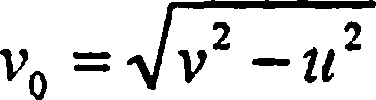 v₀ = √(v² − u²)